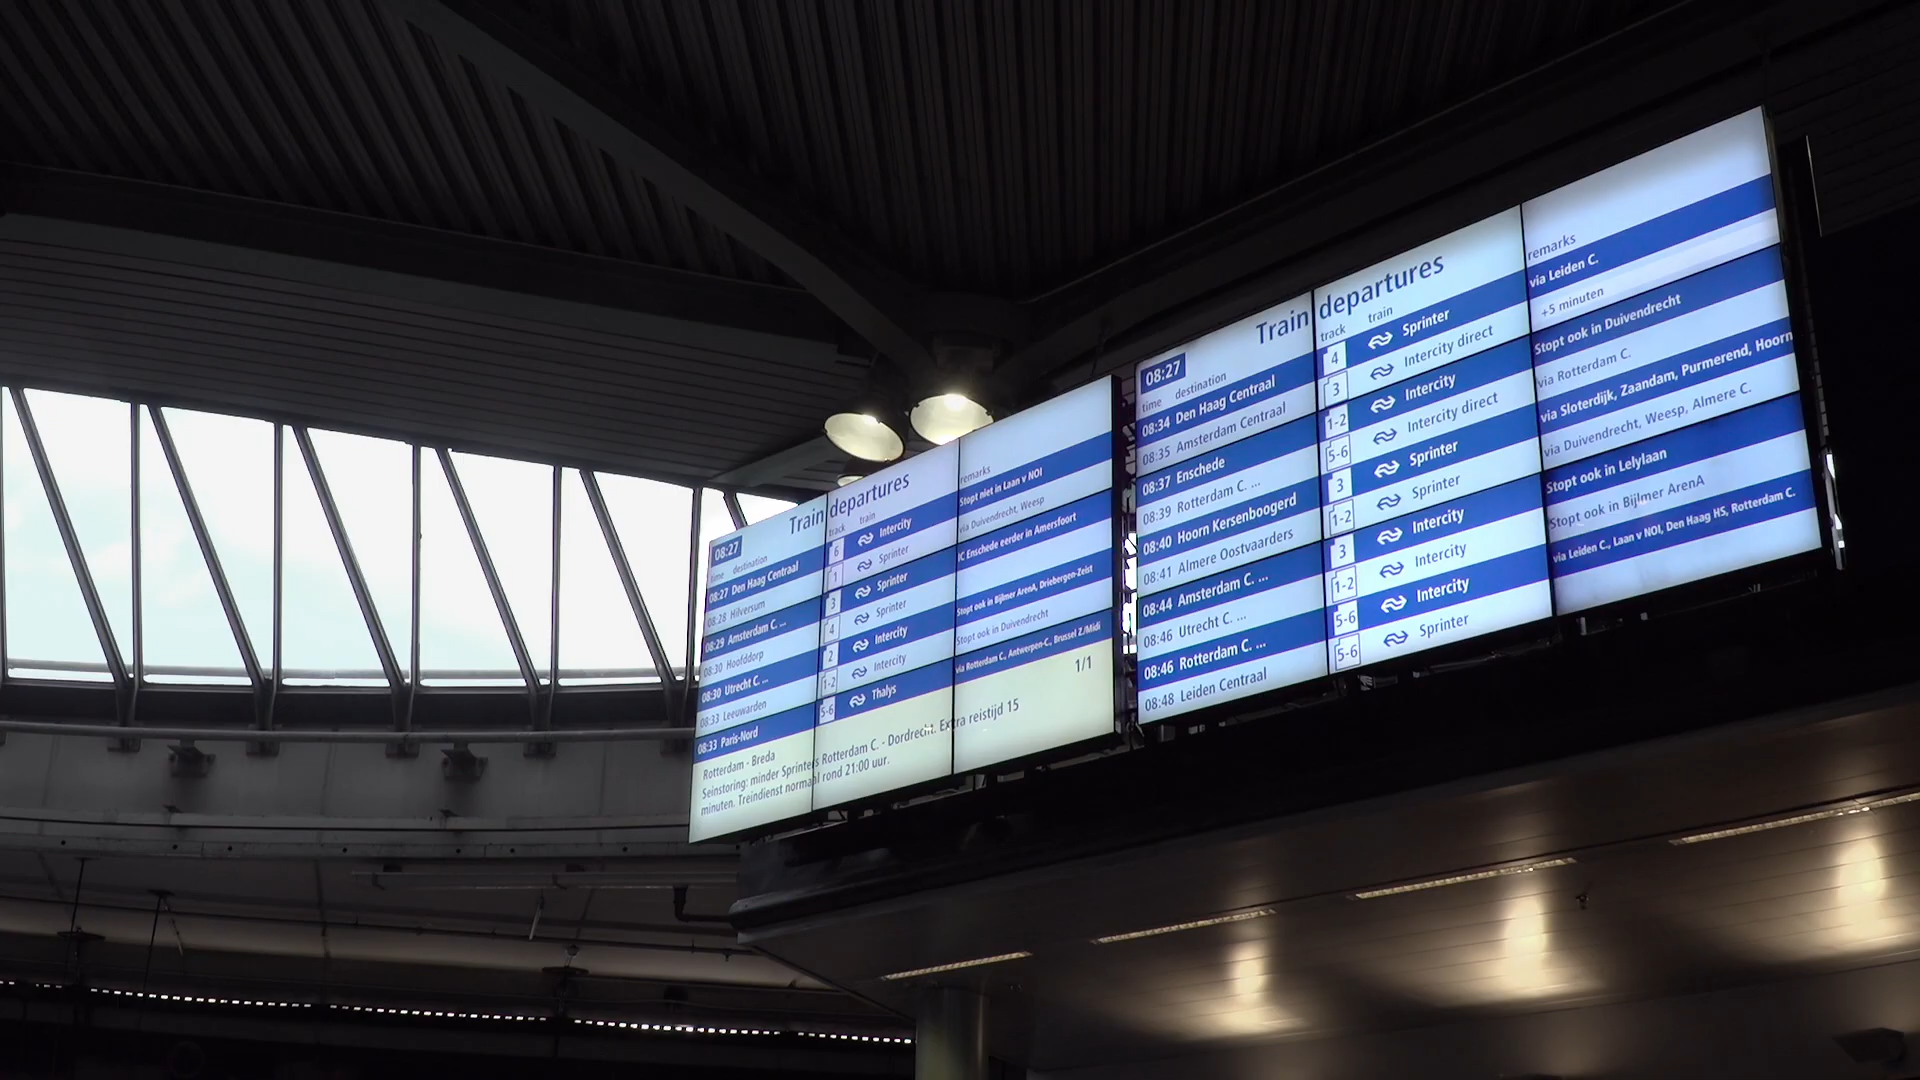 Train departures
08:27
time destination track train remarks
08:27 Den Haag Centraal 6 Intercity Stopt niet in Laan v NOI
08:28 Hilversum 1 Sprinter via Duivendrecht, Weesp
08:29 Amsterdam C. ... 3 Sprinter IC Enschede eerder in Amersfoort
08:30 Hoofddorp 4 Sprinter
08:30 Utrecht C. ... 2 Intercity Stopt ook in Bijlmer ArenA, Driebergen-Zeist
08:33 Leeuwarden 1-2 Intercity Stopt ook in Duivendrecht
08:33 Paris-Nord 5-6 Thalys via Rotterdam C., Antwerpen-C., Brussel Z./Midi
1/1
Rotterdam - Breda
Seinstoring: minder Sprinters Rotterdam C. - Dordrecht. Extra reistijd 15
minuten. Treindienst normaal rond 21:00 uur.
Train departures
08:27
time destination track train remarks
08:34 Den Haag Centraal 4 Sprinter via Leiden C.
08:35 Amsterdam Centraal 3 Intercity direct +5 minuten
08:37 Enschede 1-2 Intercity Stopt ook in Duivendrecht
08:39 Rotterdam C. ... 5-6 Intercity direct via Rotterdam C.
08:40 Hoorn Kersenboogerd 3 Sprinter via Sloterdijk, Zaandam, Purmerend, Hoorn
08:41 Almere Oostvaarders 1-2 Sprinter via Duivendrecht, Weesp, Almere C.
08:44 Amsterdam C. ... 3 Intercity Stopt ook in Lelylaan
08:46 Utrecht C. ... 1-2 Intercity Stopt ook in Bijlmer ArenA
08:46 Rotterdam C. ... 5-6 Intercity via Leiden C., Laan v NOI, Den Haag HS, Rotterdam C.
08:48 Leiden Centraal 5-6 Sprinter